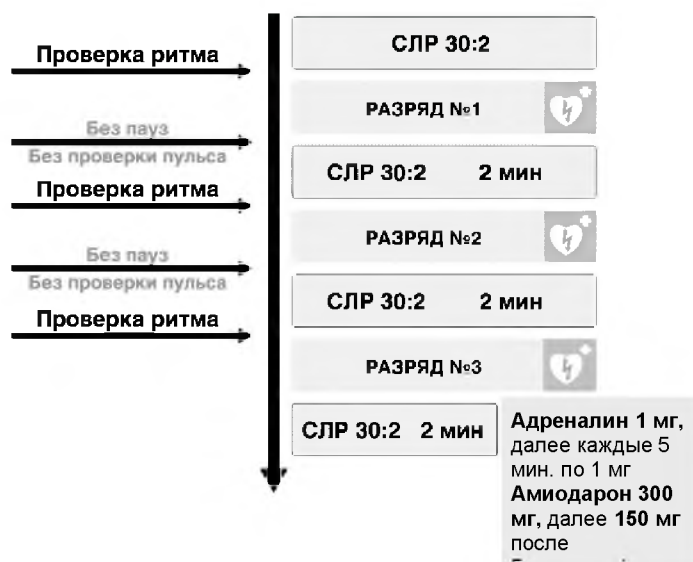 СЛР 30:2
Проверка ритма
РАЗРЯД №1
Без пауз
Без проверки пульса
СЛР 30:2 2 мин
Проверка ритма
РАЗРЯД №2
Без пауз
Без проверки пульса
СЛР 30:2 2 мин
Проверка ритма
РАЗРЯД №3
СЛР 30:2 2 мин
Адреналин 1 мг,
далее каждые 5
мин. по 1 мг
Амиодарон 300
мг, далее 150 мг
после